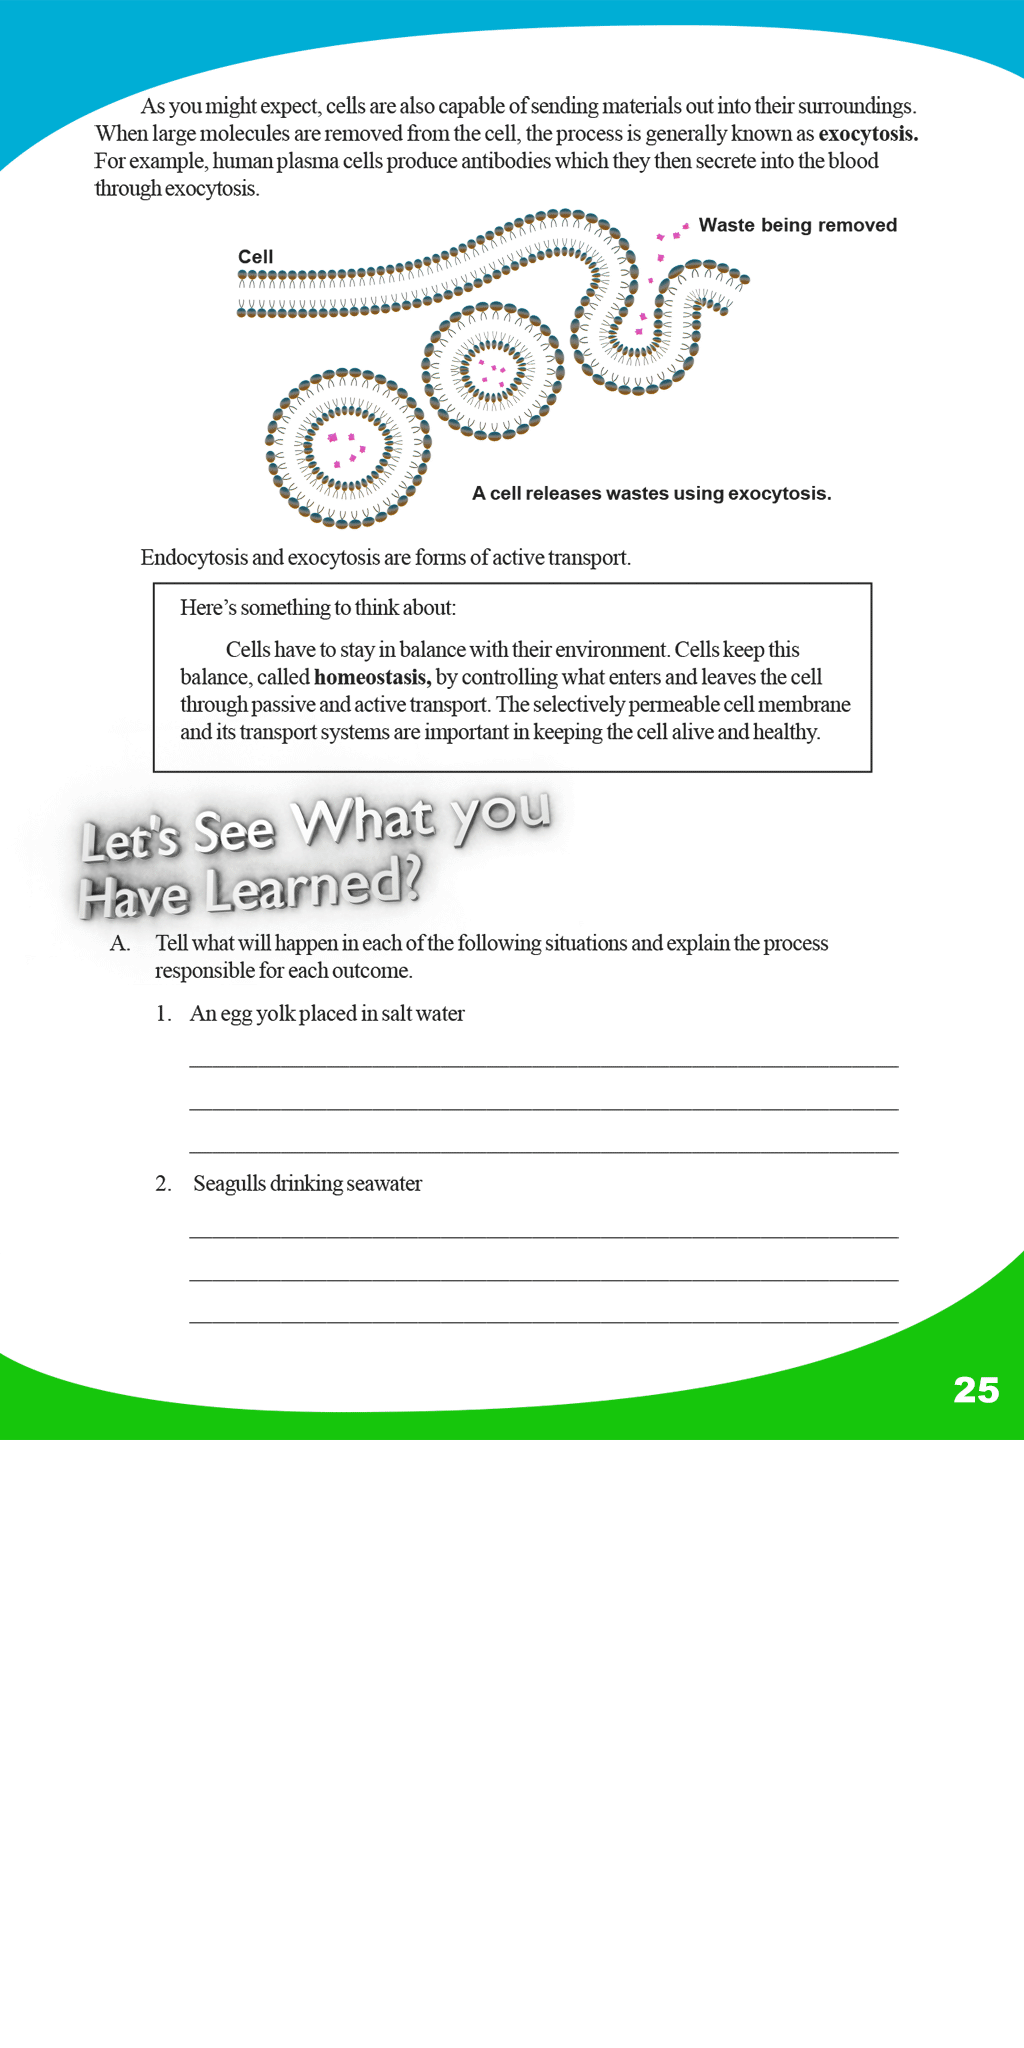 As you might expect, cells are also capable of sending materials out into their surroundings.
When large molecules are removed from the cell, the process is generally known as exocytosis.
For example, human plasma cells produce antibodies which they then secrete into the blood
through exocytosis.
Waste being removed
Cell
A cell releases wastes using exocytosis.
Endocytosis and exocytosis are forms of active transport.
Here's something to think about:
Cells have to stay in balance with their environment. Cells keep this
balance, called homeostasis, by controlling what enters and leaves the cell
through passive and active transport. The selectively permeable cell membrane
and its transport systems are important in keeping the cell alive and healthy.
Let's See What you
Have Learned?
A. Tell what will happen in each of the following situations and explain the process
responsible for each outcome.
1. An egg yolk placed in salt water
2. Seagulls drinking seawater
25